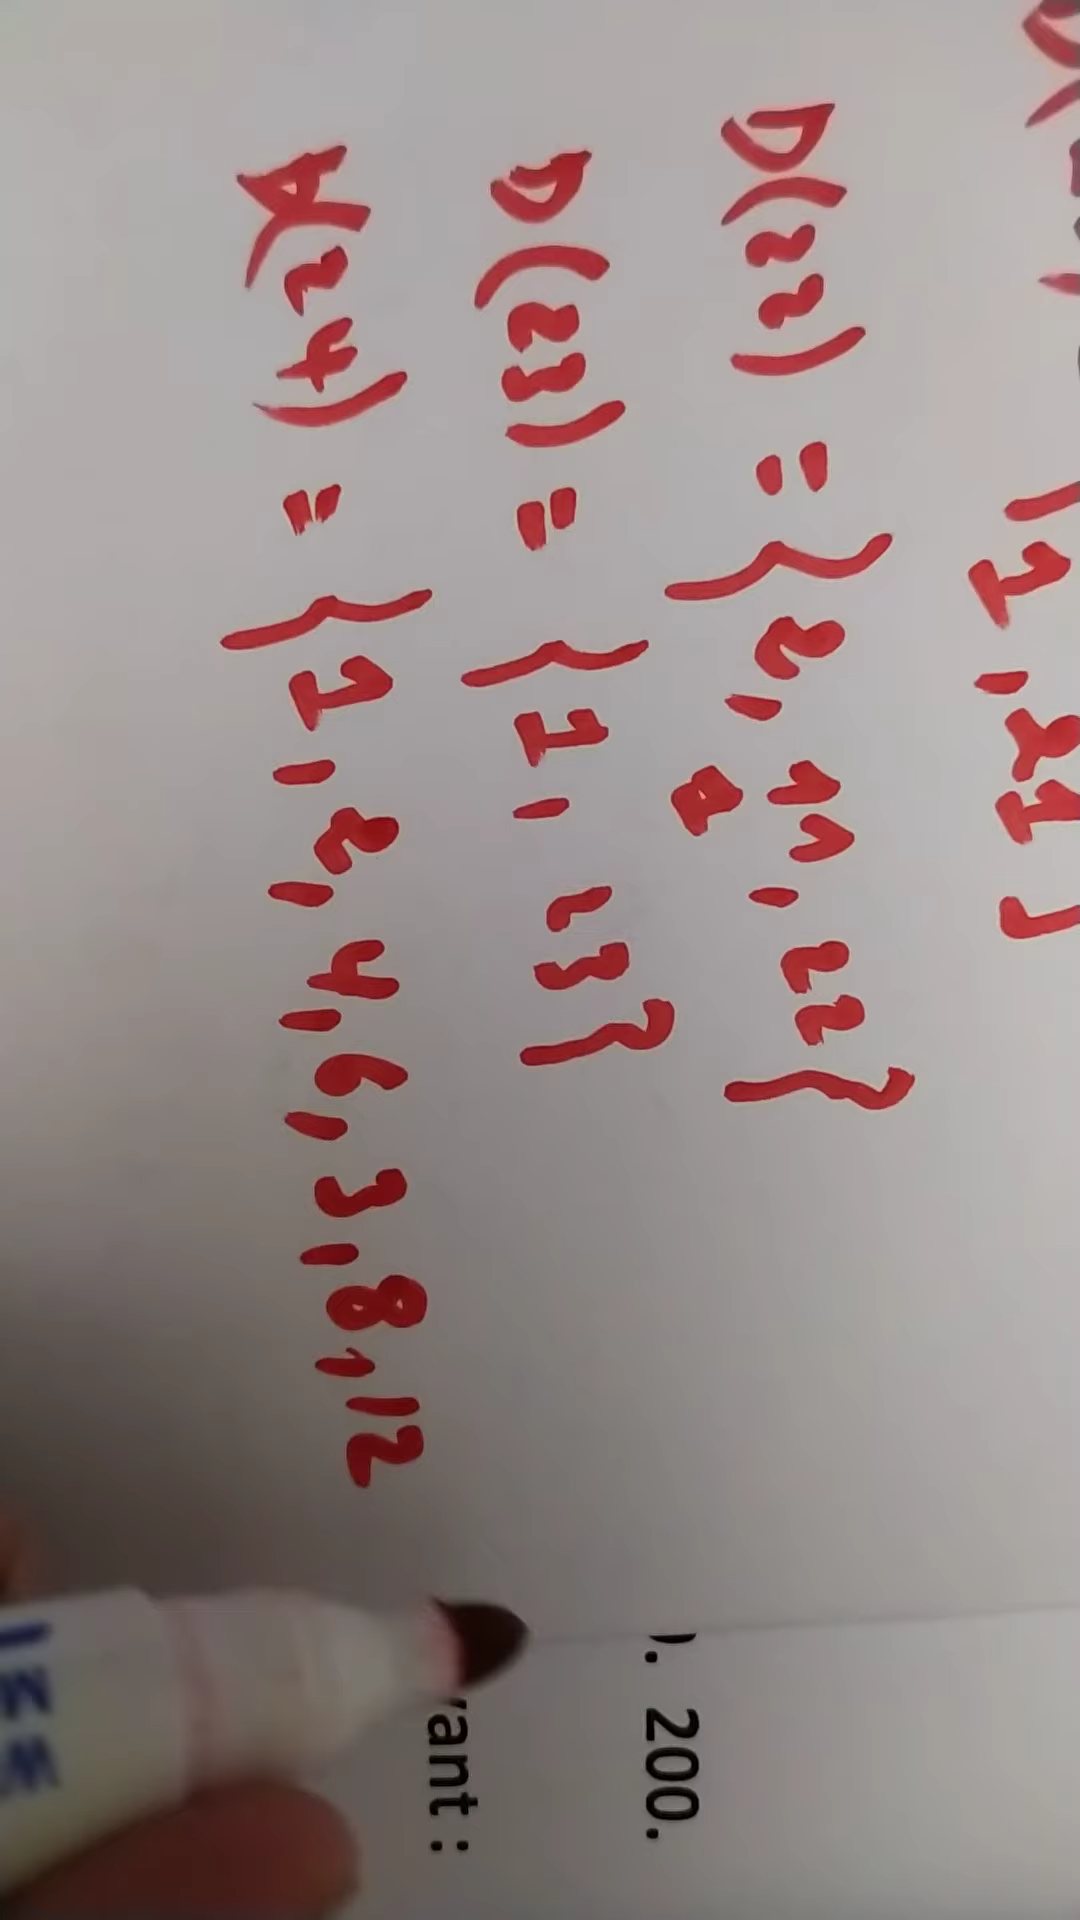 1, 21}
D(22) = {2, 11, 22}
1
D(23) = {1, 23}
A(24) = {1, 2, 4, 6, 3, 8, 12
200.
ant :